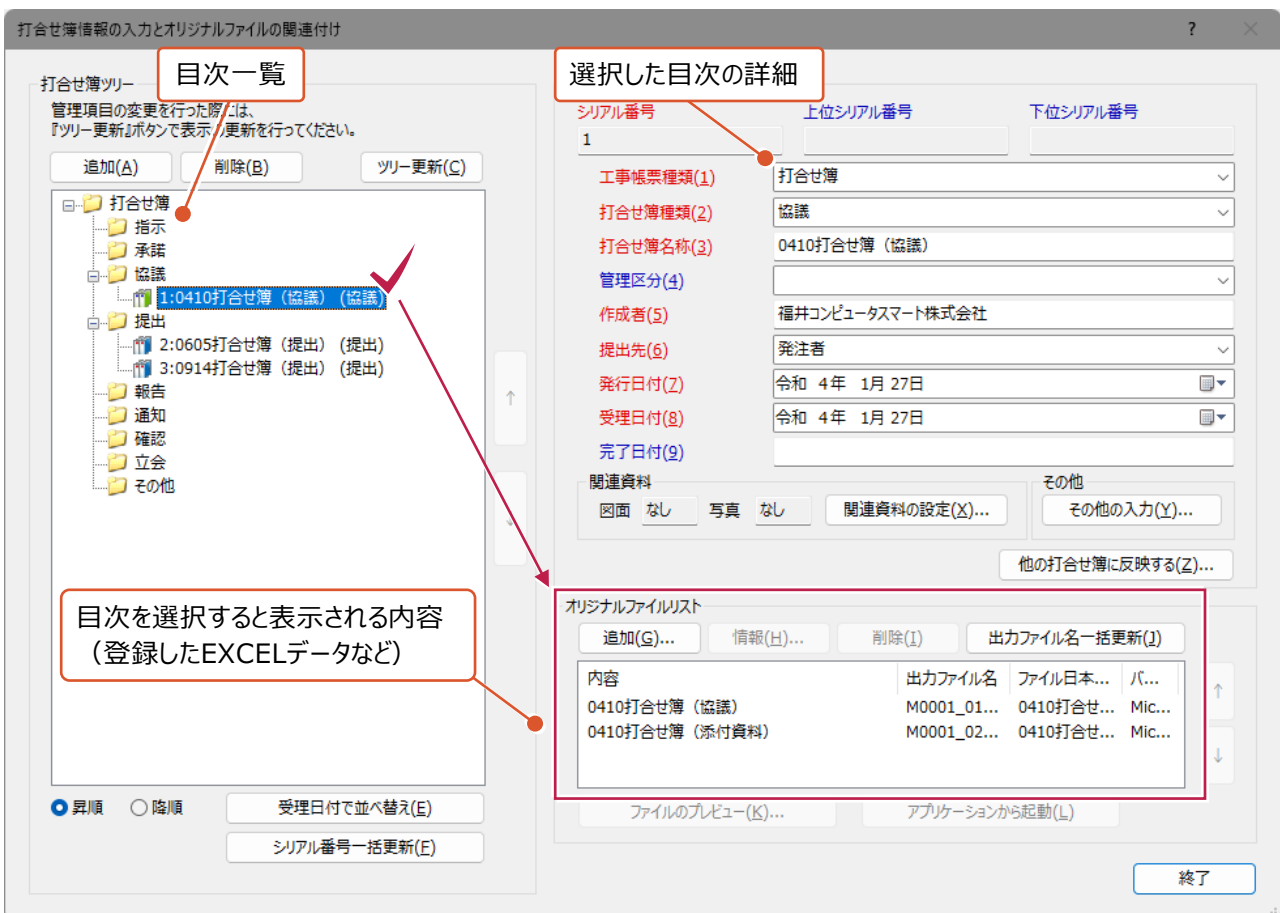 打合せ簿情報の入力とオリジナルファイルの関連付け
?
目次一覧
選択した目次の詳細
打合せ簿ツリー
管理項目の変更を行った際には、
『ツリー更新』ボタンで表示の更新を行ってください。
追加(A)
削除(B)
ツリー更新(C)
打合せ簿
指示
承諾
協議
1:0410打合せ簿（協議）（協議）
提出
2:0605打合せ簿（提出）（提出）
3:0914打合せ簿（提出）（提出）
報告
通知
確認
立会
その他
↑
↓
シリアル番号
上位シリアル番号
下位シリアル番号
1
工事帳票種類(1)
打合せ簿
打合せ簿種類(2)
協議
打合せ簿名称(3)
0410打合せ簿（協議）
管理区分(4)
作成者(5)
福井コンピュータスマート株式会社
提出先(6)
発注者
発行日付(7)
令和 4年 1月 27日
受理日付(8)
令和 4年 1月 27日
完了日付(9)
関連資料
図面 なし 写真 なし
関連資料の設定(X)...
その他
その他の入力(Y)...
他の打合せ簿に反映する(Z)...
目次を選択すると表示される内容
（登録したEXCELデータなど）
オリジナルファイルリスト
追加(G)...
情報(H)...
削除(I)
出力ファイル名一括更新(J)
内容 出力ファイル名 ファイル日本... バ...
0410打合せ簿（協議） M0001_01... 0410打合せ... Mic...
0410打合せ簿（添付資料） M0001_02... 0410打合せ... Mic...
↑
↓
ファイルのプレビュー(K)...
アプリケーションから起動(L)
昇順
降順
受理日付で並べ替え(E)
シリアル番号一括更新(F)
終了